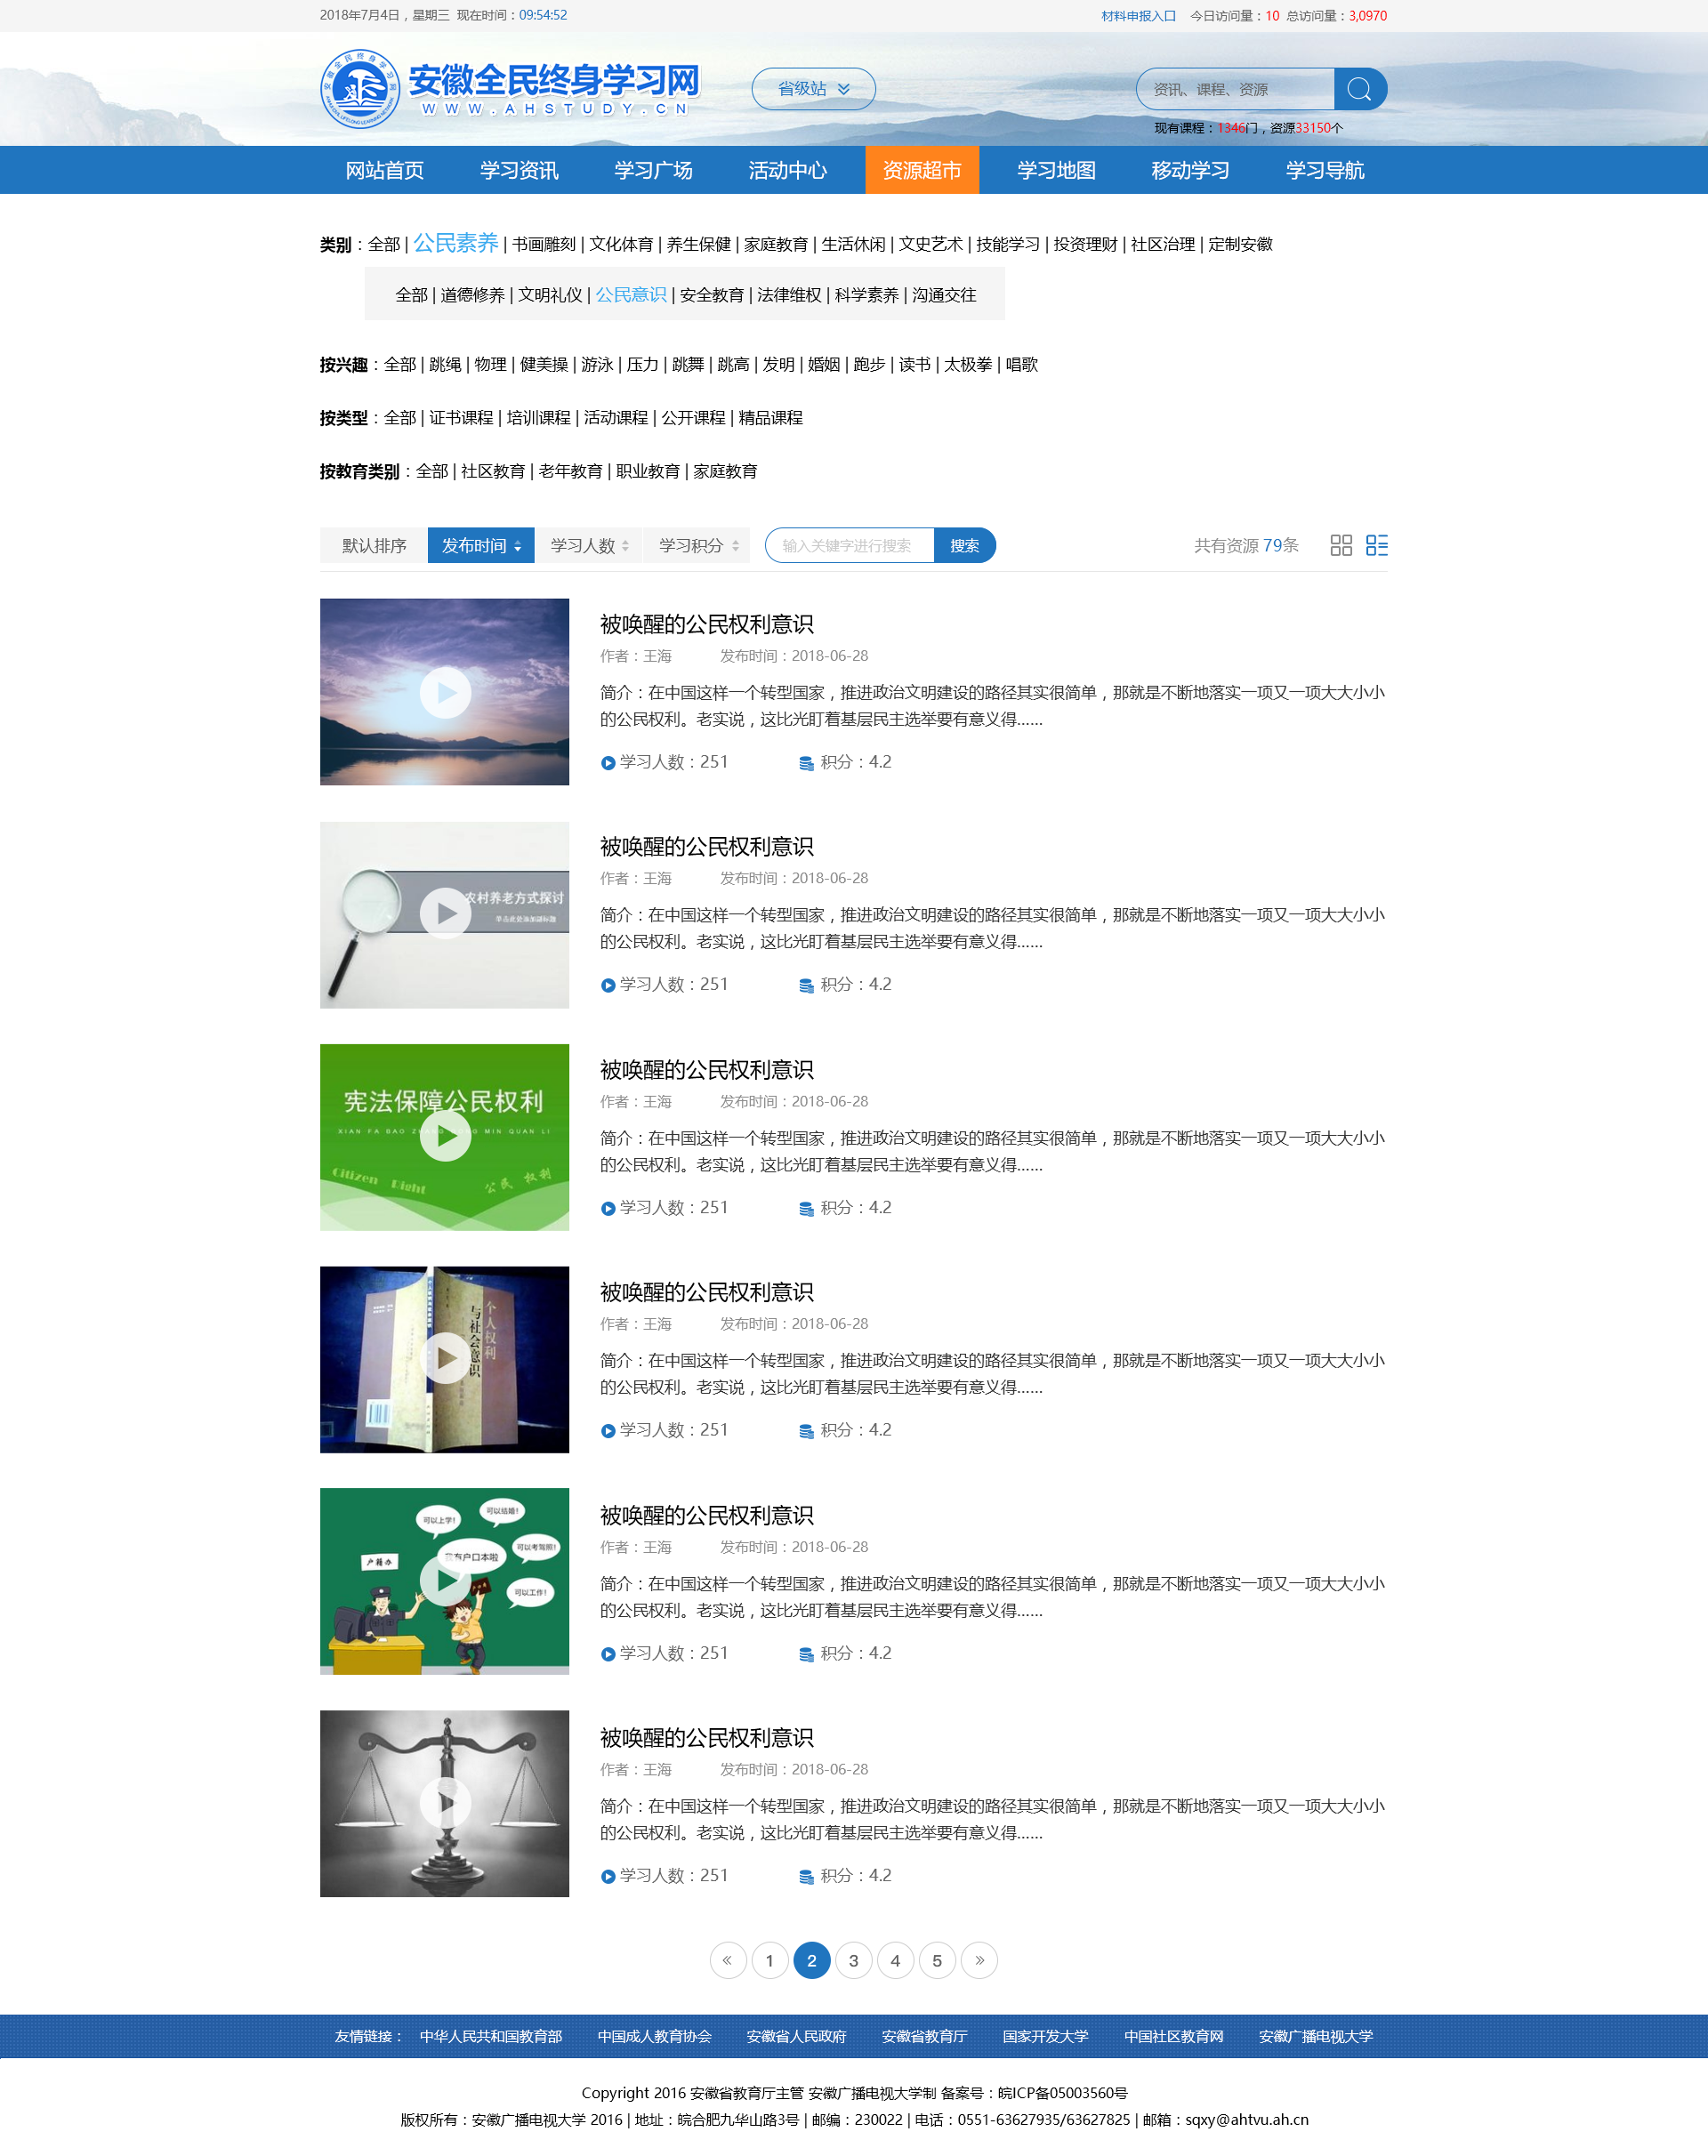 2018年7月4日，星期三 现在时间：09:54:52
材料申报入口 今日访问量：10 总访问量：3,0970
安徽全民终身学习网
WWW.AHSTUDY.CN
省级站
资讯、课程、资源
现有课程：1346门，资源33150个
网站首页 学习资讯 学习广场 活动中心 资源超市 学习地图 移动学习 学习导航
类别：全部 | 公民素养 | 书画雕刻 | 文化体育 | 养生保健 | 家庭教育 | 生活休闲 | 文史艺术 | 技能学习 | 投资理财 | 社区治理 | 定制安徽
全部 | 道德修养 | 文明礼仪 | 公民意识 | 安全教育 | 法律维权 | 科学素养 | 沟通交往
按兴趣：全部 | 跳绳 | 物理 | 健美操 | 游泳 | 压力 | 跳舞 | 跳高 | 发明 | 婚姻 | 跑步 | 读书 | 太极拳 | 唱歌
按类型：全部 | 证书课程 | 培训课程 | 活动课程 | 公开课程 | 精品课程
按教育类别：全部 | 社区教育 | 老年教育 | 职业教育 | 家庭教育
默认排序 发布时间 学习人数 学习积分 输入关键字进行搜索 搜索 共有资源 79条
被唤醒的公民权利意识
作者：王海 发布时间：2018-06-28
简介：在中国这样一个转型国家，推进政治文明建设的路径其实很简单，那就是不断地落实一项又一项大大小小
的公民权利。老实说，这比光盯着基层民主选举要有意义得......
学习人数：251 积分：4.2
农村养老方式探讨
单击此处添加副标题
被唤醒的公民权利意识
作者：王海 发布时间：2018-06-28
简介：在中国这样一个转型国家，推进政治文明建设的路径其实很简单，那就是不断地落实一项又一项大大小小
的公民权利。老实说，这比光盯着基层民主选举要有意义得......
学习人数：251 积分：4.2
宪法保障公民权利
XIAN FA BAO ZHANG GONG MIN QUAN LI
Citizen Right 公民 权利
被唤醒的公民权利意识
作者：王海 发布时间：2018-06-28
简介：在中国这样一个转型国家，推进政治文明建设的路径其实很简单，那就是不断地落实一项又一项大大小小
的公民权利。老实说，这比光盯着基层民主选举要有意义得......
学习人数：251 积分：4.2
个人权利
与社会意识
被唤醒的公民权利意识
作者：王海 发布时间：2018-06-28
简介：在中国这样一个转型国家，推进政治文明建设的路径其实很简单，那就是不断地落实一项又一项大大小小
的公民权利。老实说，这比光盯着基层民主选举要有意义得......
学习人数：251 积分：4.2
可以结婚！
可以上学！
可以考驾照！
我有户口本啦
户籍办
可以工作！
被唤醒的公民权利意识
作者：王海 发布时间：2018-06-28
简介：在中国这样一个转型国家，推进政治文明建设的路径其实很简单，那就是不断地落实一项又一项大大小小
的公民权利。老实说，这比光盯着基层民主选举要有意义得......
学习人数：251 积分：4.2
被唤醒的公民权利意识
作者：王海 发布时间：2018-06-28
简介：在中国这样一个转型国家，推进政治文明建设的路径其实很简单，那就是不断地落实一项又一项大大小小
的公民权利。老实说，这比光盯着基层民主选举要有意义得......
学习人数：251 积分：4.2
« 1 2 3 4 5 »
友情链接： 中华人民共和国教育部 中国成人教育协会 安徽省人民政府 安徽省教育厅 国家开发大学 中国社区教育网 安徽广播电视大学
Copyright 2016 安徽省教育厅主管 安徽广播电视大学制 备案号：皖ICP备05003560号
版权所有：安徽广播电视大学 2016 | 地址：皖合肥九华山路3号 | 邮编：230022 | 电话：0551-63627935/63627825 | 邮箱：sqxy@ahtvu.ah.cn